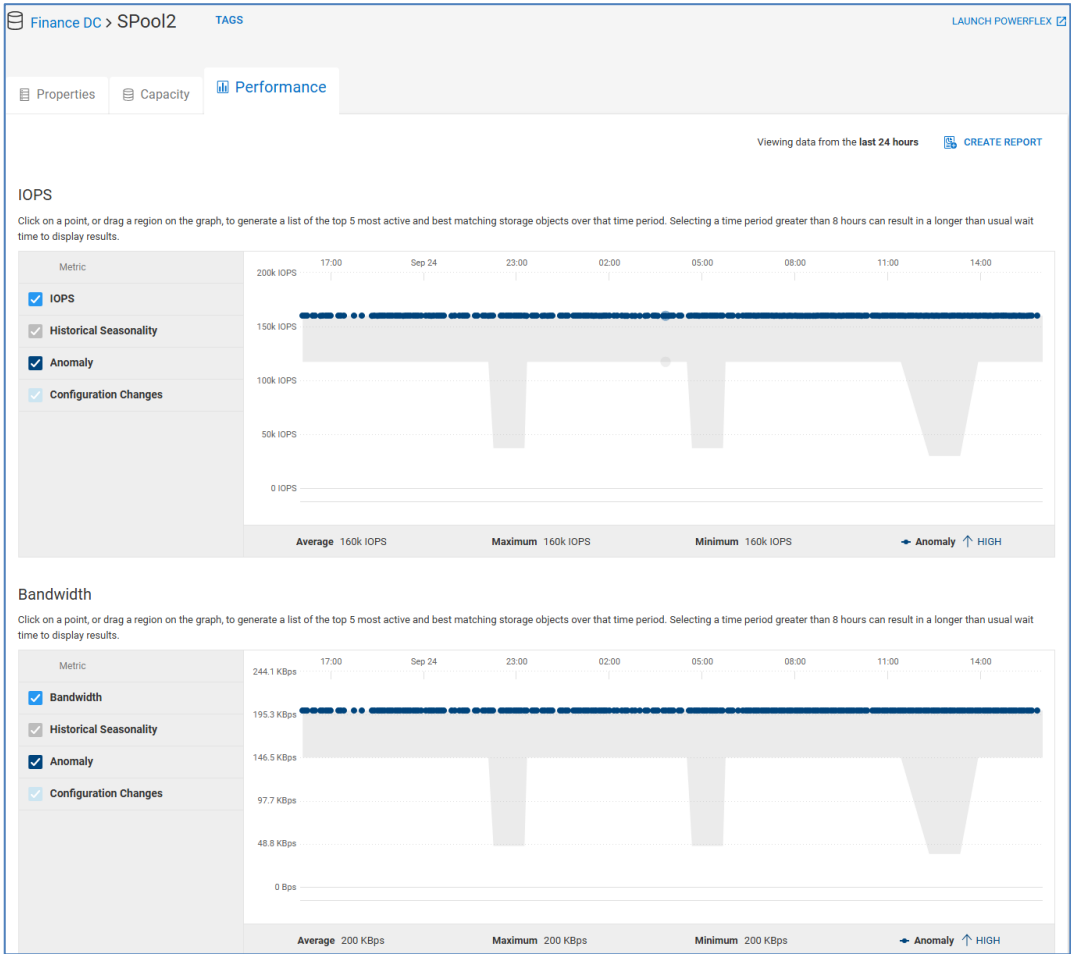 Finance DC > SPool2 TAGS LAUNCH POWERFLEX
Properties Capacity Performance
Viewing data from the last 24 hours CREATE REPORT
IOPS
Click on a point, or drag a region on the graph, to generate a list of the top 5 most active and best matching storage objects over that time period. Selecting a time period greater than 8 hours can result in a longer than usual wait
time to display results.
Metric
IOPS
Historical Seasonality
Anomaly
Configuration Changes
17:00 Sep 24 23:00 02:00 05:00 08:00 11:00 14:00
200k IOPS
150k IOPS
100k IOPS
50k IOPS
0 IOPS
Average 160k IOPS Maximum 160k IOPS Minimum 160k IOPS Anomaly HIGH
Bandwidth
Click on a point, or drag a region on the graph, to generate a list of the top 5 most active and best matching storage objects over that time period. Selecting a time period greater than 8 hours can result in a longer than usual wait
time to display results.
Metric
Bandwidth
Historical Seasonality
Anomaly
Configuration Changes
17:00 Sep 24 23:00 02:00 05:00 08:00 11:00 14:00
244.1 KBps
195.3 KBps
146.5 KBps
97.7 KBps
48.8 KBps
0 Bps
Average 200 KBps Maximum 200 KBps Minimum 200 KBps Anomaly HIGH